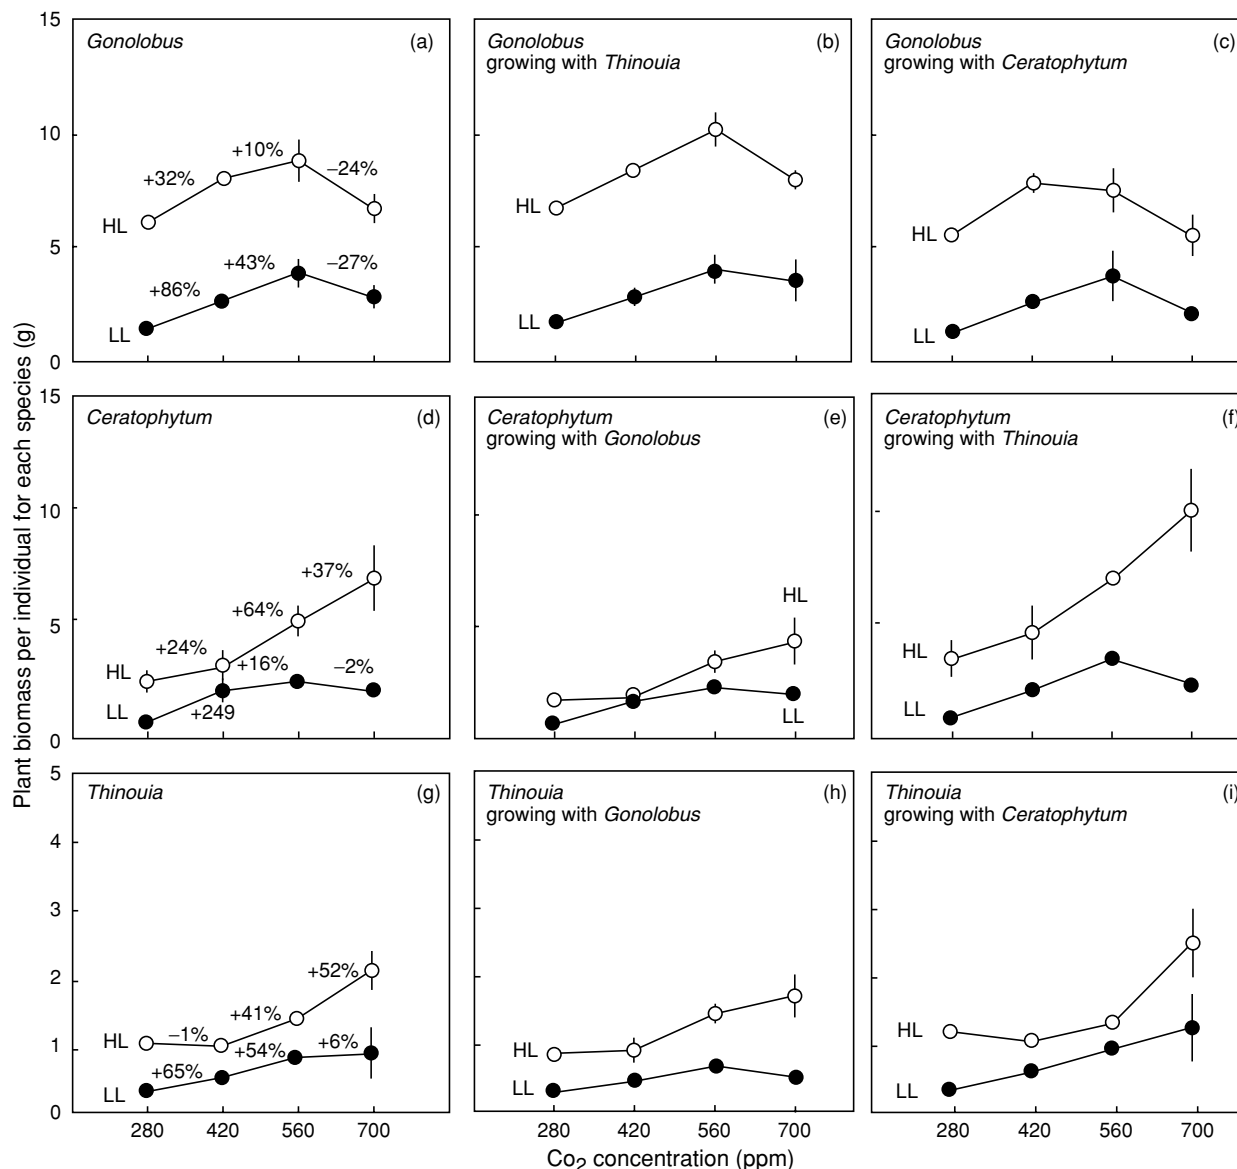 Plant biomass per individual for each species (g)
15
10
5
0
Gonolobus
(a)
+10%
−24%
+32%
HL
+43%
−27%
+86%
LL
Gonolobus
growing with Thinouia
(b)
HL
LL
Gonolobus
growing with Ceratophytum
(c)
HL
LL
15
10
5
0
Ceratophytum
(d)
+37%
+64%
+24%
HL
+16%
−2%
LL
+249
Ceratophytum
growing with Gonolobus
(e)
HL
LL
Ceratophytum
growing with Thinouia
(f)
HL
LL
5
4
3
2
1
0
Thinouia
(g)
+52%
+41%
−1%
HL
+54%
+6%
+65%
LL
Thinouia
growing with Gonolobus
(h)
HL
LL
Thinouia
growing with Ceratophytum
(i)
HL
LL
280 420 560 700
280 420 560 700
280 420 560 700
Co2 concentration (ppm)